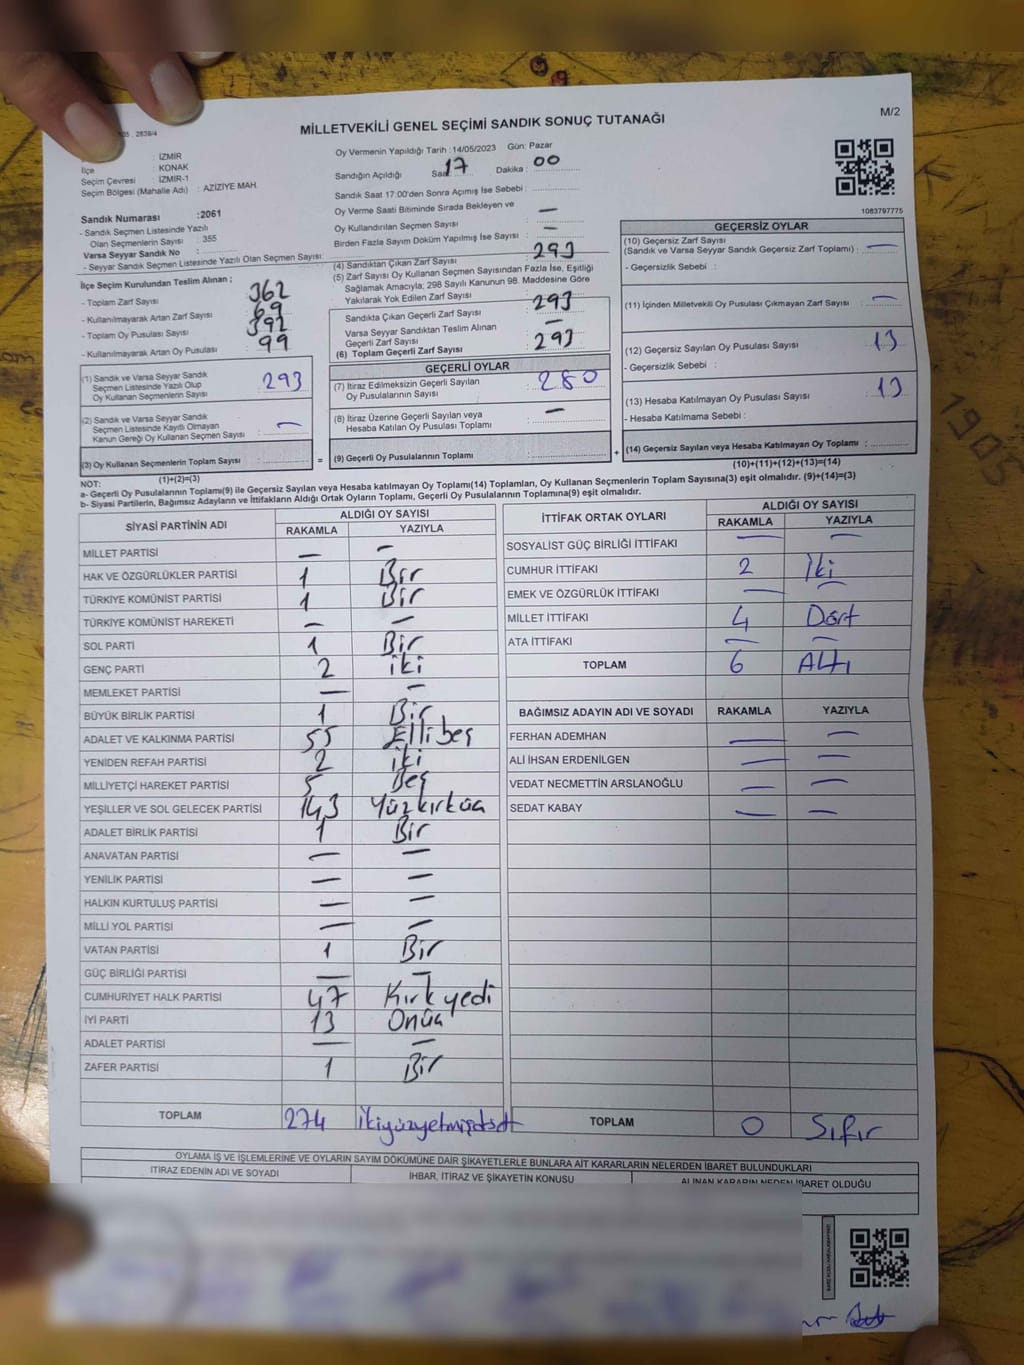 M/2
MİLLETVEKİLİ GENEL SEÇİMİ SANDIK SONUÇ TUTANAĞI
: İZMİR
İlçe : KONAK
Seçim Çevresi : İZMİR-1
Seçim Bölgesi (Mahalle Adı) : AZİZİYE MAH.
Sandık Numarası :2061
- Sandık Seçmen Listesinde Yazılı
Olan Seçmenlerin Sayısı : 355
Varsa Seyyar Sandık No :
- Seyyar Sandık Seçmen Listesinde Yazılı Olan Seçmen Sayısı:
İlçe Seçim Kurulundan Teslim Alınan ;
- Toplam Zarf Sayısı : 362
- Kullanılmayarak Artan Zarf Sayısı : 69
- Toplam Oy Pusulası Sayısı : 392
- Kullanılmayarak Artan Oy Pusulası : 99
(1) Sandık ve Varsa Seyyar Sandık
Seçmen Listesinde Yazılı Olup
Oy Kullanan Seçmenlerin Sayısı : 293
(2) Sandık ve Varsa Seyyar Sandık
Seçmen Listesinde Kayıtlı Olmayan
Kanun Gereği Oy Kullanan Seçmen Sayısı : —
(3) Oy Kullanan Seçmenlerin Toplam Sayısı :
(1)+(2)=(3)
Oy Vermenin Yapıldığı Tarih :14/05/2023 Gün: Pazar
Sandığın Açıldığı Saat 17 Dakika : 00
Sandık Saat 17.00'den Sonra Açımış İse Sebebi :
Oy Verme Saati Bitiminde Sırada Bekleyen ve
Oy Kullandırılan Seçmen Sayısı : —
Birden Fazla Sayım Döküm Yapılmış İse Sayısı : —
(4) Sandıktan Çıkan Zarf Sayısı : 293
(5) Zarf Sayısı Oy Kullanan Seçmen Sayısından Fazla İse, Eşitliği
Sağlamak Amacıyla; 298 Sayılı Kanunun 98. Maddesine Göre
Yakılarak Yok Edilen Zarf Sayısı :
Sandıkta Çıkan Geçerli Zarf Sayısı : 293
Varsa Seyyar Sandıktan Teslim Alınan
Geçerli Zarf Sayısı : —
(6) Toplam Geçerli Zarf Sayısı : 293
GEÇERLİ OYLAR
(7) İtiraz Edilmeksizin Geçerli Sayılan
Oy Pusulalarının Sayısı : 280
(8) İtiraz Üzerine Geçerli Sayılan veya
Hesaba Katılan Oy Pusulası Toplamı : —
= (9) Geçerli Oy Pusulalarının Toplamı :
1083797775
GEÇERSİZ OYLAR
(10) Geçersiz Zarf Sayısı
(Sandık ve Varsa Seyyar Sandık Geçersiz Zarf Toplamı) : —
- Geçersizlik Sebebi :
(11) İçinden Milletvekili Oy Pusulası Çıkmayan Zarf Sayısı : —
(12) Geçersiz Sayılan Oy Pusulası Sayısı : 13
- Geçersizlik Sebebi :
(13) Hesaba Katılmayan Oy Pusulası Sayısı : 13
- Hesaba Katılmama Sebebi :
+ (14) Geçersiz Sayılan veya Hesaba Katılmayan Oy Toplamı :
(10)+(11)+(12)+(13)=(14)
NOT:
a- Geçerli Oy Pusulalarının Toplamı(9) ile Geçersiz Sayılan veya Hesaba Katılmayan Oy Toplamı(14) Toplamları, Oy Kullanan Seçmenlerin Toplam Sayısına(3) eşit olmalıdır. (9)+(14)=(3)
b- Siyasi Partilerin, Bağımsız Adayların ve İttifakların Aldığı Ortak Oyların Toplamı, Geçerli Oy Pusulalarının Toplamına(9) eşit olmalıdır.
SİYASİ PARTİNİN ADI ALDIĞI OY SAYISI
RAKAMLA YAZIYLA
MİLLET PARTİSİ — —
HAK VE ÖZGÜRLÜKLER PARTİSİ 1 Bir
TÜRKİYE KOMÜNİST PARTİSİ 1 Bir
TÜRKİYE KOMÜNİST HAREKETİ — —
SOL PARTİ 1 Bir
GENÇ PARTİ 2 iki
MEMLEKET PARTİSİ — —
BÜYÜK BİRLİK PARTİSİ 1 Bir
ADALET VE KALKINMA PARTİSİ 55 Ellibeş
YENİDEN REFAH PARTİSİ 2 iki
MİLLİYETÇİ HAREKET PARTİSİ 5 Beş
YEŞİLLER VE SOL GELECEK PARTİSİ 143 Yüzkırküç
ADALET BİRLİK PARTİSİ 1 Bir
ANAVATAN PARTİSİ — —
YENİLİK PARTİSİ — —
HALKIN KURTULUŞ PARTİSİ — —
MİLLİ YOL PARTİSİ — —
VATAN PARTİSİ 1 Bir
GÜÇ BİRLİĞİ PARTİSİ — —
CUMHURİYET HALK PARTİSİ 47 Kırkyedi
İYİ PARTİ 13 Onüç
ADALET PARTİSİ — —
ZAFER PARTİSİ 1 Bir
TOPLAM 274 ikiyüzyetmişdört
İTTİFAK ORTAK OYLARI ALDIĞI OY SAYISI
RAKAMLA YAZIYLA
SOSYALİST GÜÇ BİRLİĞİ İTTİFAKI — —
CUMHUR İTTİFAKI 2 İki
EMEK VE ÖZGÜRLÜK İTTİFAKI — —
MİLLET İTTİFAKI 4 Dört
ATA İTTİFAKI — —
TOPLAM 6 Altı
BAĞIMSIZ ADAYIN ADI VE SOYADI RAKAMLA YAZIYLA
FERHAN ADEMHAN — —
ALİ İHSAN ERDENİLGEN — —
VEDAT NECMETTİN ARSLANOĞLU — —
SEDAT KABAY — —
TOPLAM 0 Sıfır
OYLAMA İŞ VE İŞLEMLERİNE VE OYLARIN SAYIM DÖKÜMÜNE DAİR ŞİKAYETLERLE BUNLARA AİT KARARLARIN NELERDEN İBARET BULUNDUKLARI
İTİRAZ EDENİN ADI VE SOYADI İHBAR, İTİRAZ VE ŞİKAYETİN KONUSU ALINAN KARARIN NEDEN İBARET OLDUĞU
1905